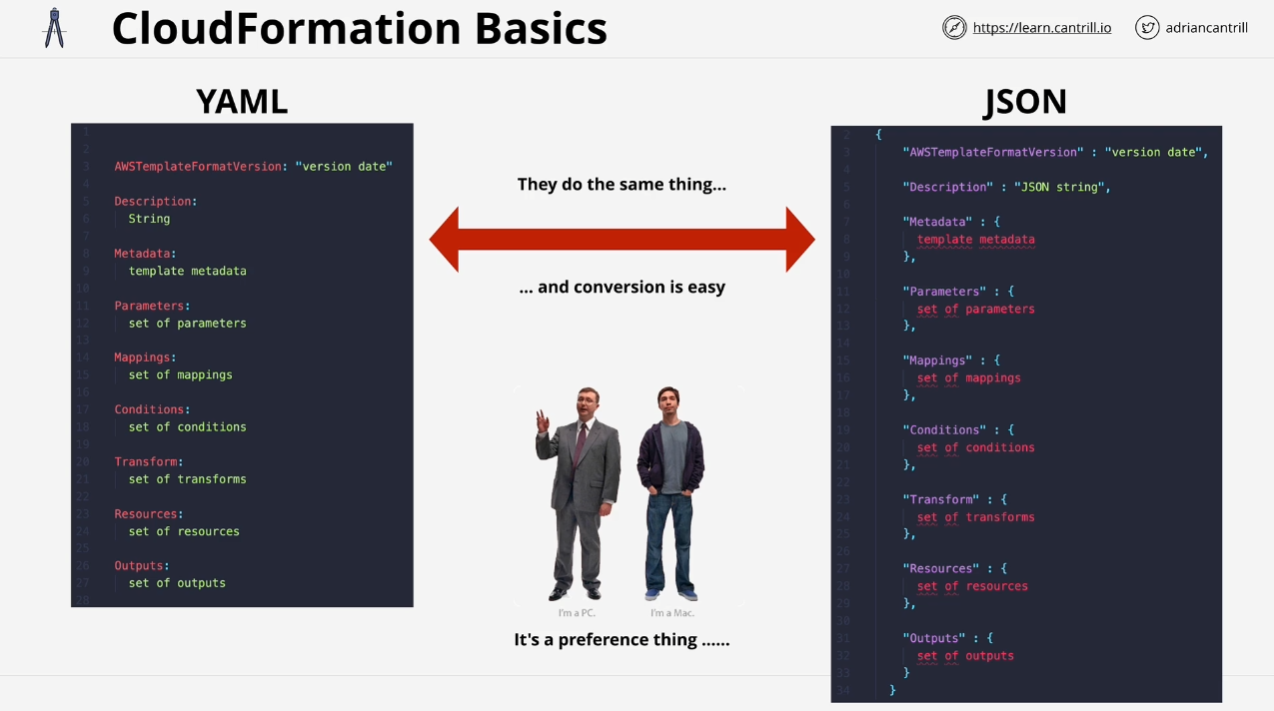 CloudFormation Basics
https://learn.cantrill.io
adriancantrill
YAML
1
2
3 AWSTemplateFormatVersion: "version date"
4
5 Description:
6 String
7
8 Metadata:
9 template metadata
10
11 Parameters:
12 set of parameters
13
14 Mappings:
15 set of mappings
16
17 Conditions:
18 set of conditions
19
20 Transform:
21 set of transforms
22
23 Resources:
24 set of resources
25
26 Outputs:
27 set of outputs
28
They do the same thing...
... and conversion is easy
I'm a PC.
I'm a Mac.
It's a preference thing ......
JSON
2 {
3 "AWSTemplateFormatVersion" : "version date",
4
5 "Description" : "JSON string",
6
7 "Metadata" : {
8 template metadata
9 },
10
11 "Parameters" : {
12 set of parameters
13 },
14
15 "Mappings" : {
16 set of mappings
17 },
18
19 "Conditions" : {
20 set of conditions
21 },
22
23 "Transform" : {
24 set of transforms
25 },
26
27 "Resources" : {
28 set of resources
29 },
30
31 "Outputs" : {
32 set of outputs
33 }
34 }